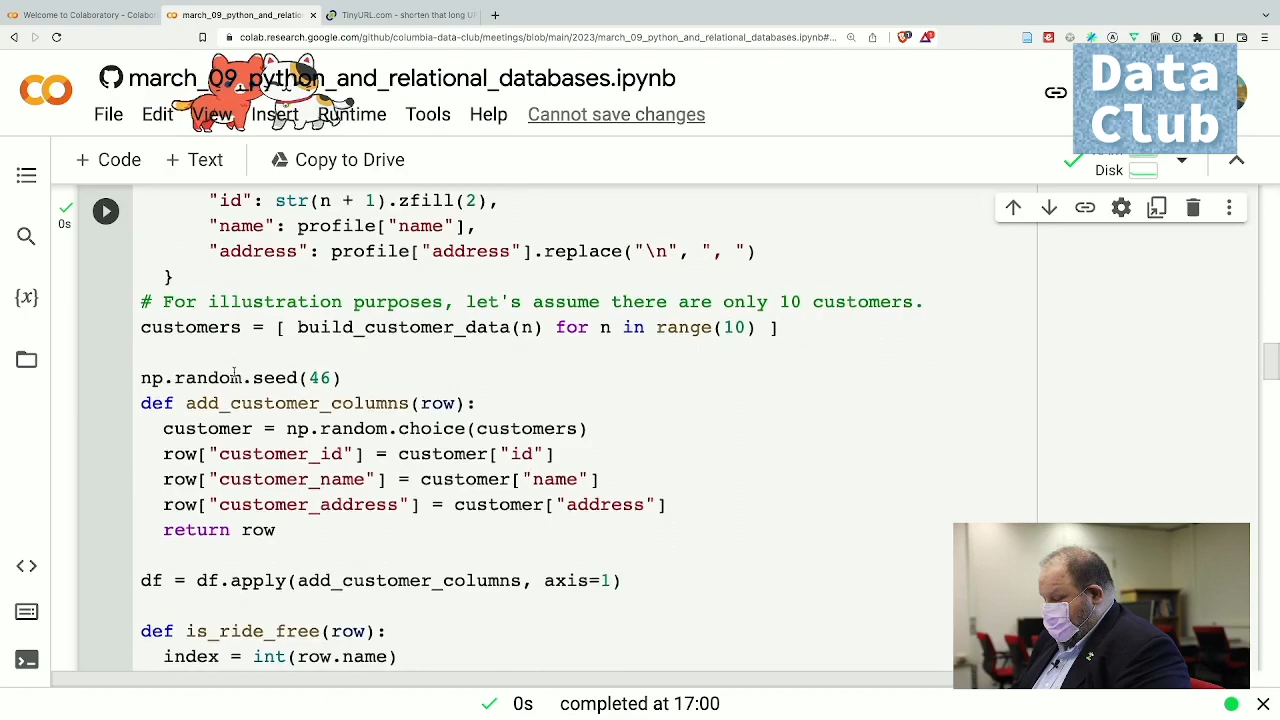 Welcome to Colaboratory - Colabor
march_09_python_and_relatio
TinyURL.com - shorten that long U
colab.research.google.com/github/columbia-data-club/meetings/blob/main/2023/march_09_python_and_relational_databases.ipynb#...
march_09_python_and_relational_databases.ipynb
File Edit View Insert Runtime Tools Help Cannot save changes
Data
Club
+ Code + Text Copy to Drive
Disk
0s
"id": str(n + 1).zfill(2),
"name": profile["name"],
"address": profile["address"].replace("\n", ", ")
}
# For illustration purposes, let's assume there are only 10 customers.
customers = [ build_customer_data(n) for n in range(10) ]
np.random.seed(46)
def add_customer_columns(row):
customer = np.random.choice(customers)
row["customer_id"] = customer["id"]
row["customer_name"] = customer["name"]
row["customer_address"] = customer["address"]
return row
df = df.apply(add_customer_columns, axis=1)
def is_ride_free(row):
index = int(row.name)
{x}
0s completed at 17:00